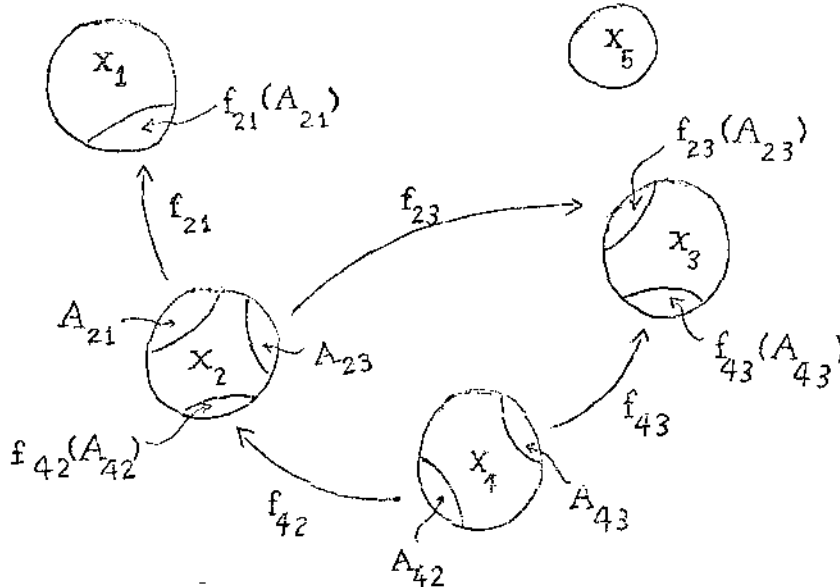 X₁
X₅
f₂₁(A₂₁)
f₂₃(A₂₃)
f₂₁
f₂₃
X₃
A₂₁
A₂₃
X₂
f₄₃(A₄₃)
f₄₃
f₄₂(A₄₂)
X₄
f₄₂
A₄₃
A₄₂